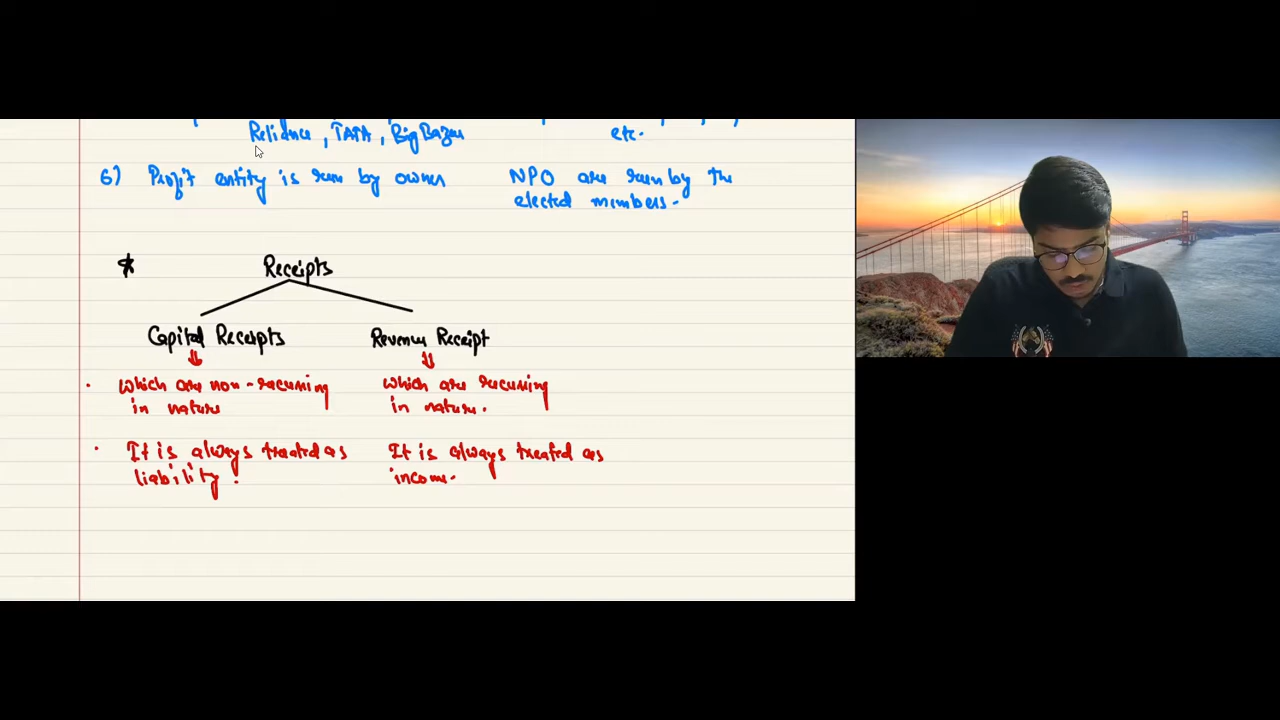 Reliance, TATA, Big Bazar
etc.
6) Profit entity is run by owner
NPO are run by the
elected members.
* Receipts
Capital Receipts
Revenue Receipt
. Which are non-recurring
in nature
which are recurring
in nature.
. It is always treated as
liability.
It is always treated as
income.